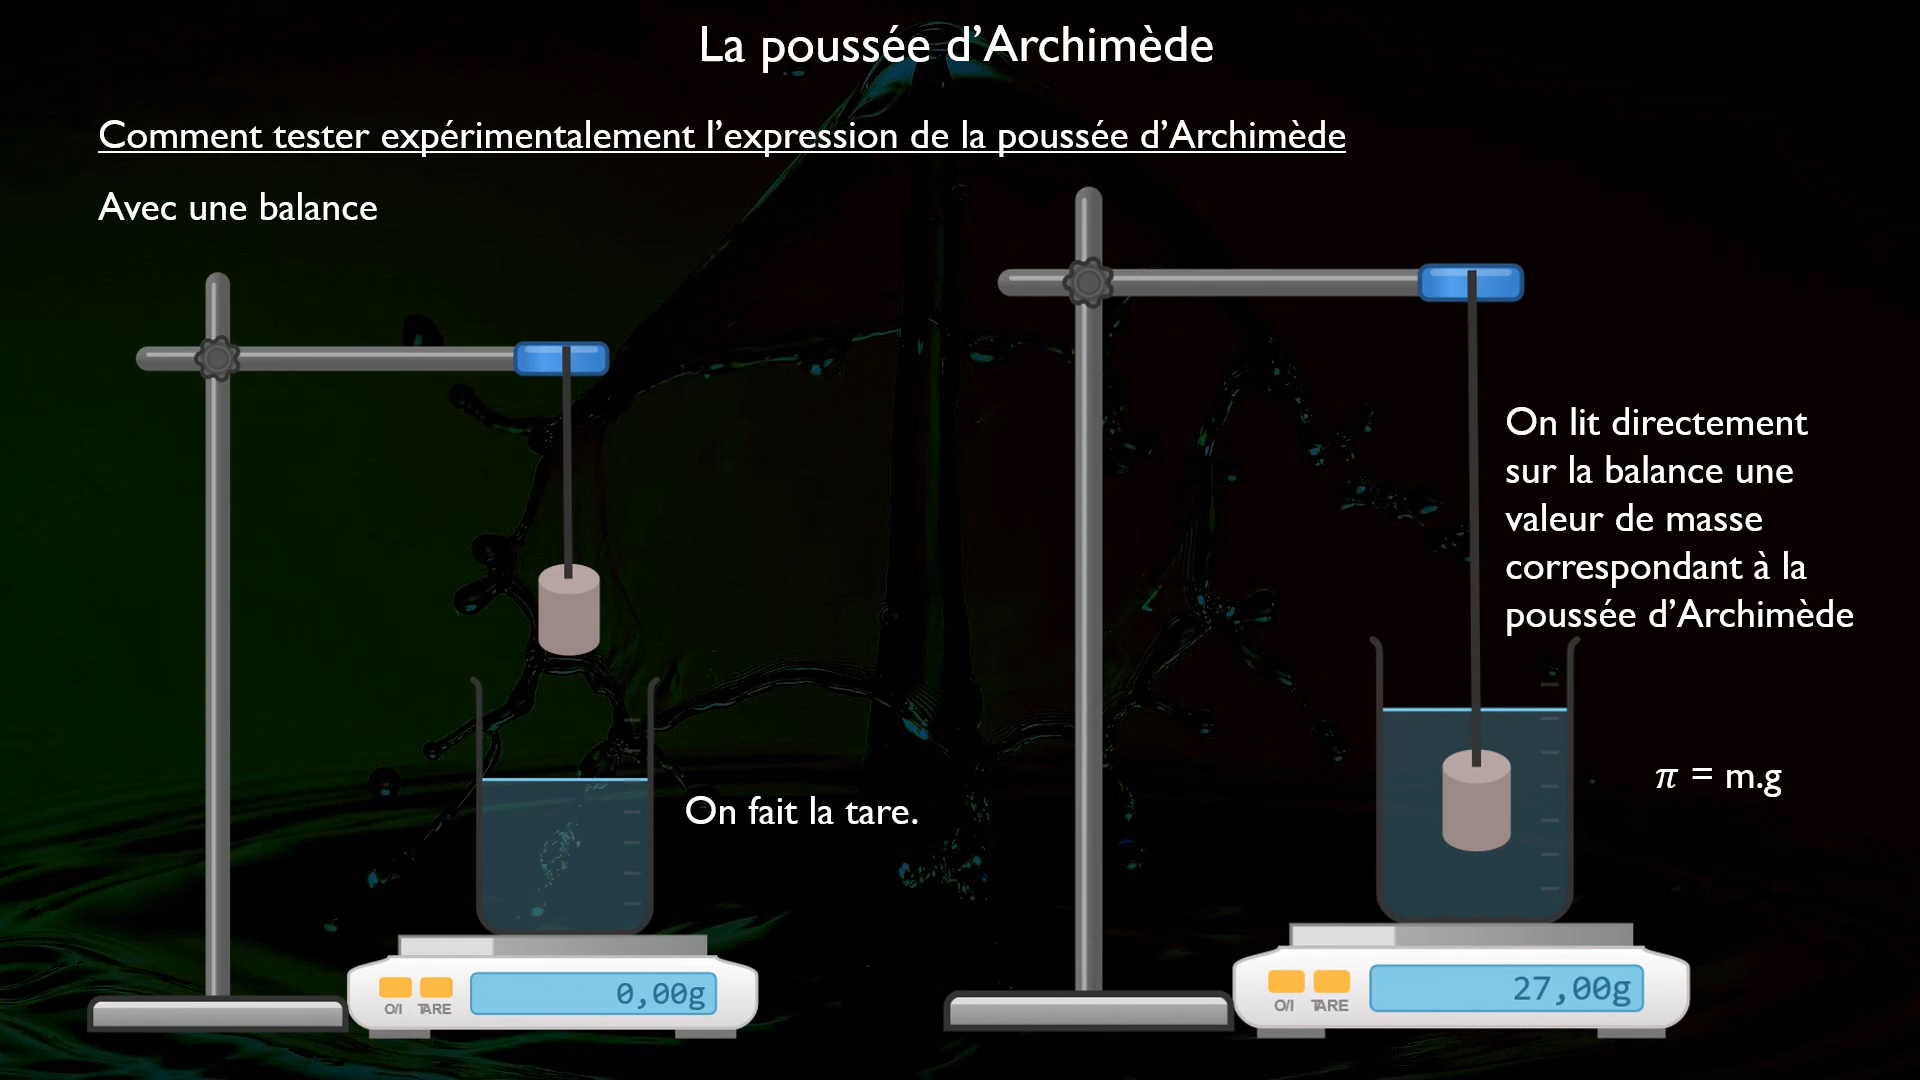 La poussée d’Archimède
Comment tester expérimentalement l’expression de la poussée d’Archimède
Avec une balance
On lit directement
sur la balance une
valeur de masse
correspondant à la
poussée d’Archimède
π = m.g
On fait la tare.
0,00g
O/I TARE
27,00g
O/I TARE